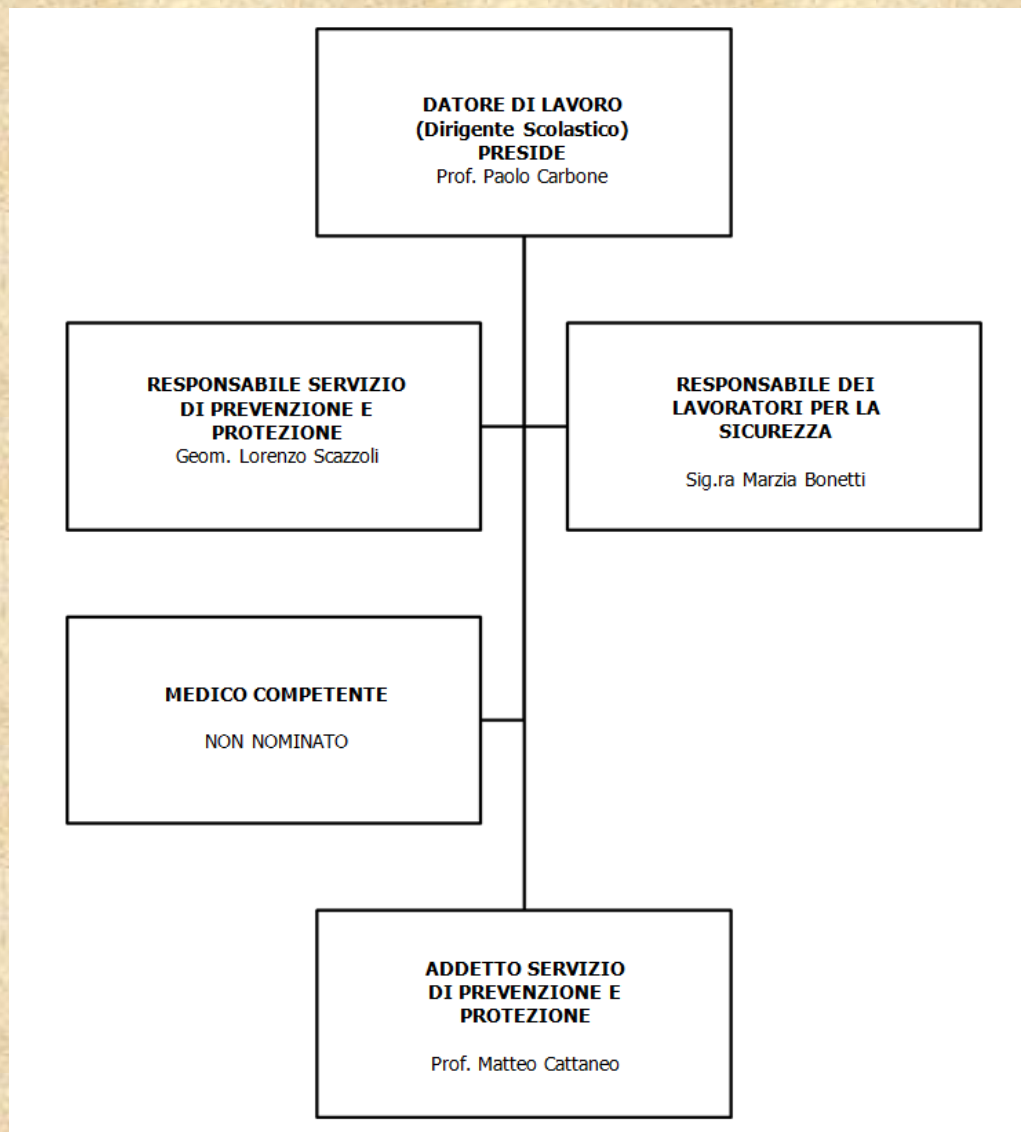 DATORE DI LAVORO
(Dirigente Scolastico)
PRESIDE
Prof. Paolo Carbone
RESPONSABILE SERVIZIO
DI PREVENZIONE E
PROTEZIONE
Geom. Lorenzo Scazzoli
RESPONSABILE DEI
LAVORATORI PER LA
SICUREZZA
Sig.ra Marzia Bonetti
MEDICO COMPETENTE
NON NOMINATO
ADDETTO SERVIZIO
DI PREVENZIONE E
PROTEZIONE
Prof. Matteo Cattaneo